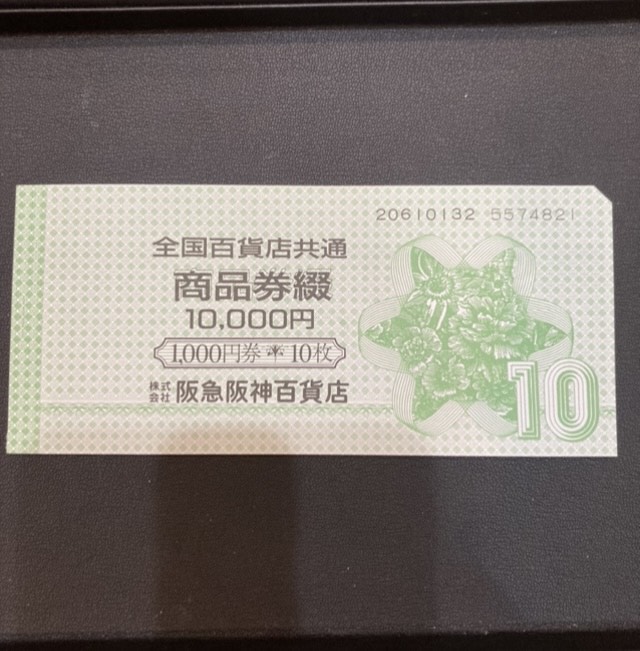 20610132 5574821
全国百貨店共通
商品券綴
10,000円
1,000円券 10枚
株式会社 阪急阪神百貨店
10